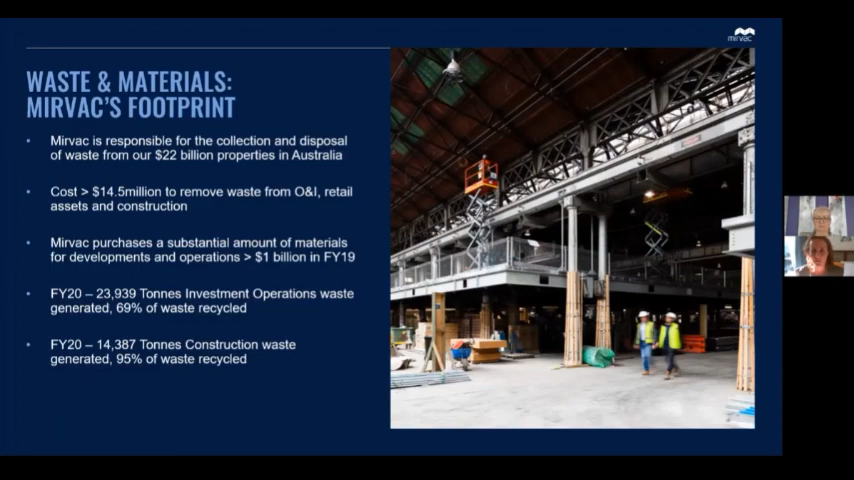 mirvac
WASTE & MATERIALS:
MIRVAC'S FOOTPRINT
• Mirvac is responsible for the collection and disposal
of waste from our $22 billion properties in Australia
• Cost > $14.5million to remove waste from O&I, retail
assets and construction
• Mirvac purchases a substantial amount of materials
for developments and operations > $1 billion in FY19
• FY20 – 23,939 Tonnes Investment Operations waste
generated, 69% of waste recycled
• FY20 – 14,387 Tonnes Construction waste
generated, 95% of waste recycled